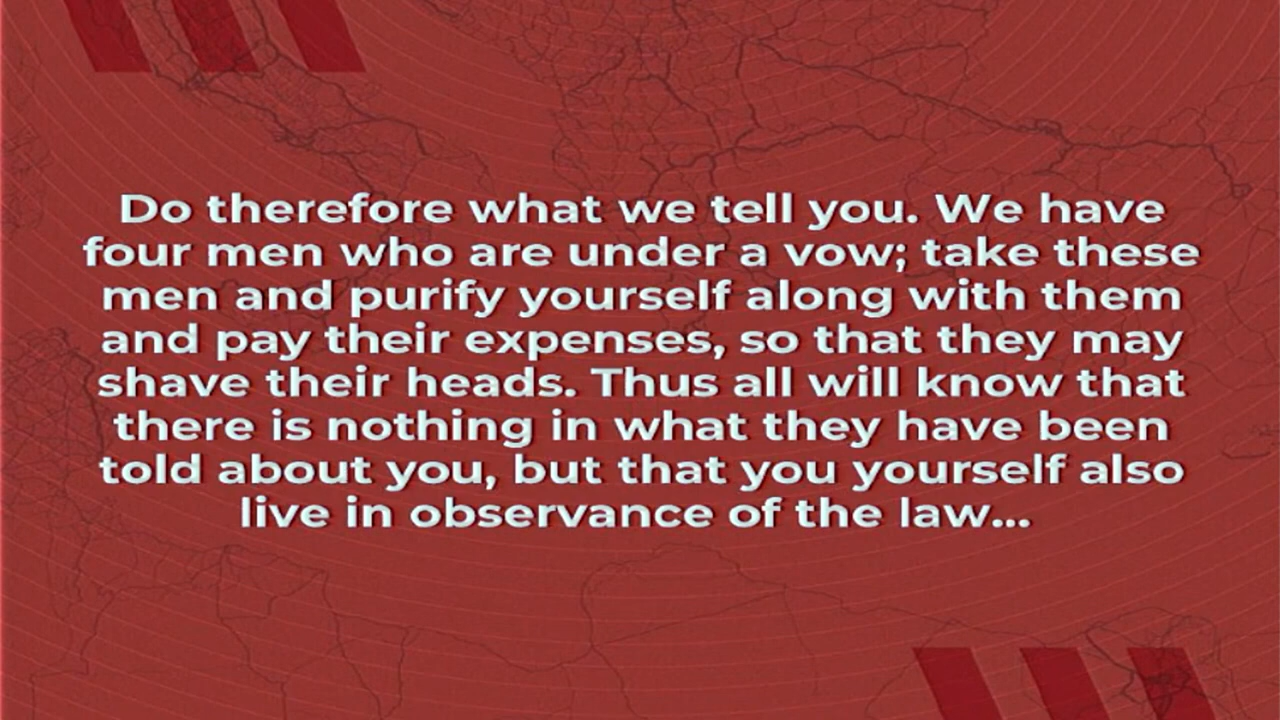 Do therefore what we tell you. We have
four men who are under a vow; take these
men and purify yourself along with them
and pay their expenses, so that they may
shave their heads. Thus all will know that
there is nothing in what they have been
told about you, but that you yourself also
live in observance of the law...